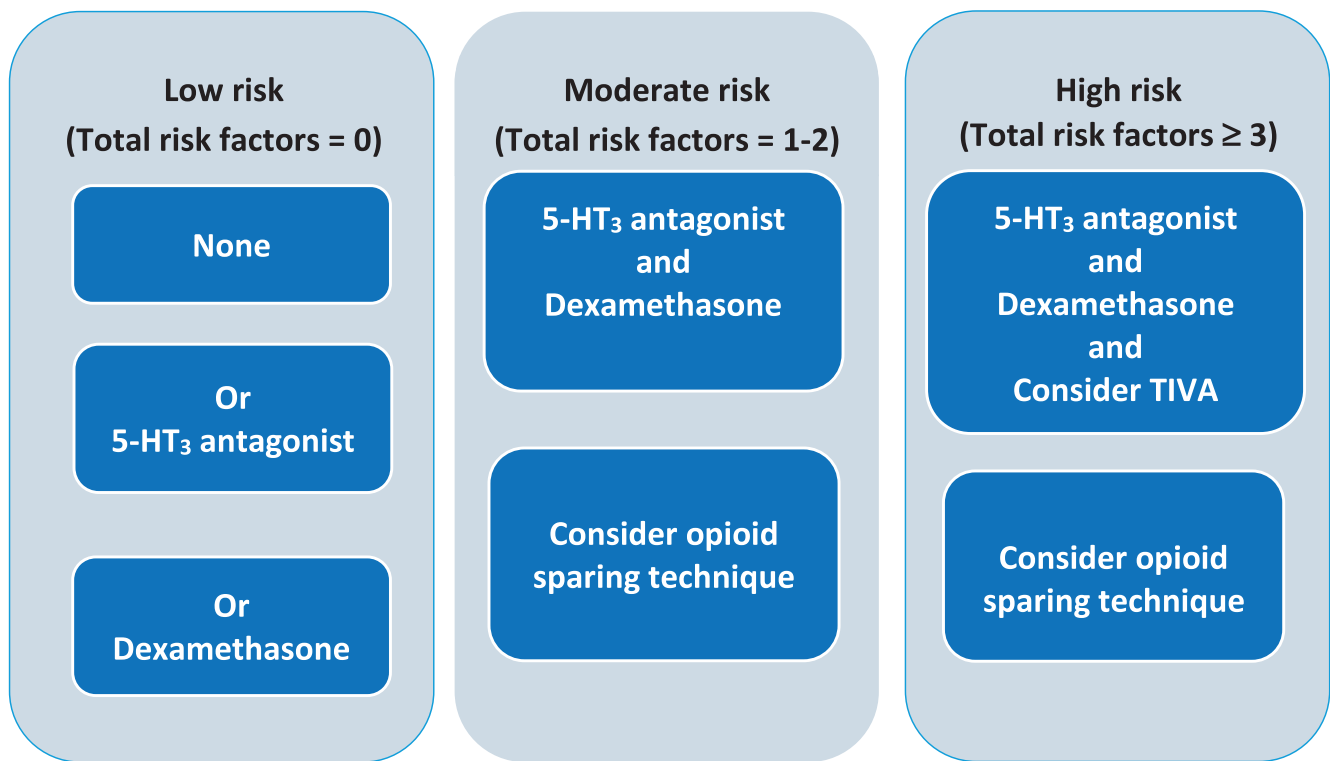 Low risk
(Total risk factors = 0)
None
Or
5-HT₃ antagonist
Or
Dexamethasone
Moderate risk
(Total risk factors = 1-2)
5-HT₃ antagonist
and
Dexamethasone
Consider opioid
sparing technique
High risk
(Total risk factors ≥ 3)
5-HT₃ antagonist
and
Dexamethasone
and
Consider TIVA
Consider opioid
sparing technique